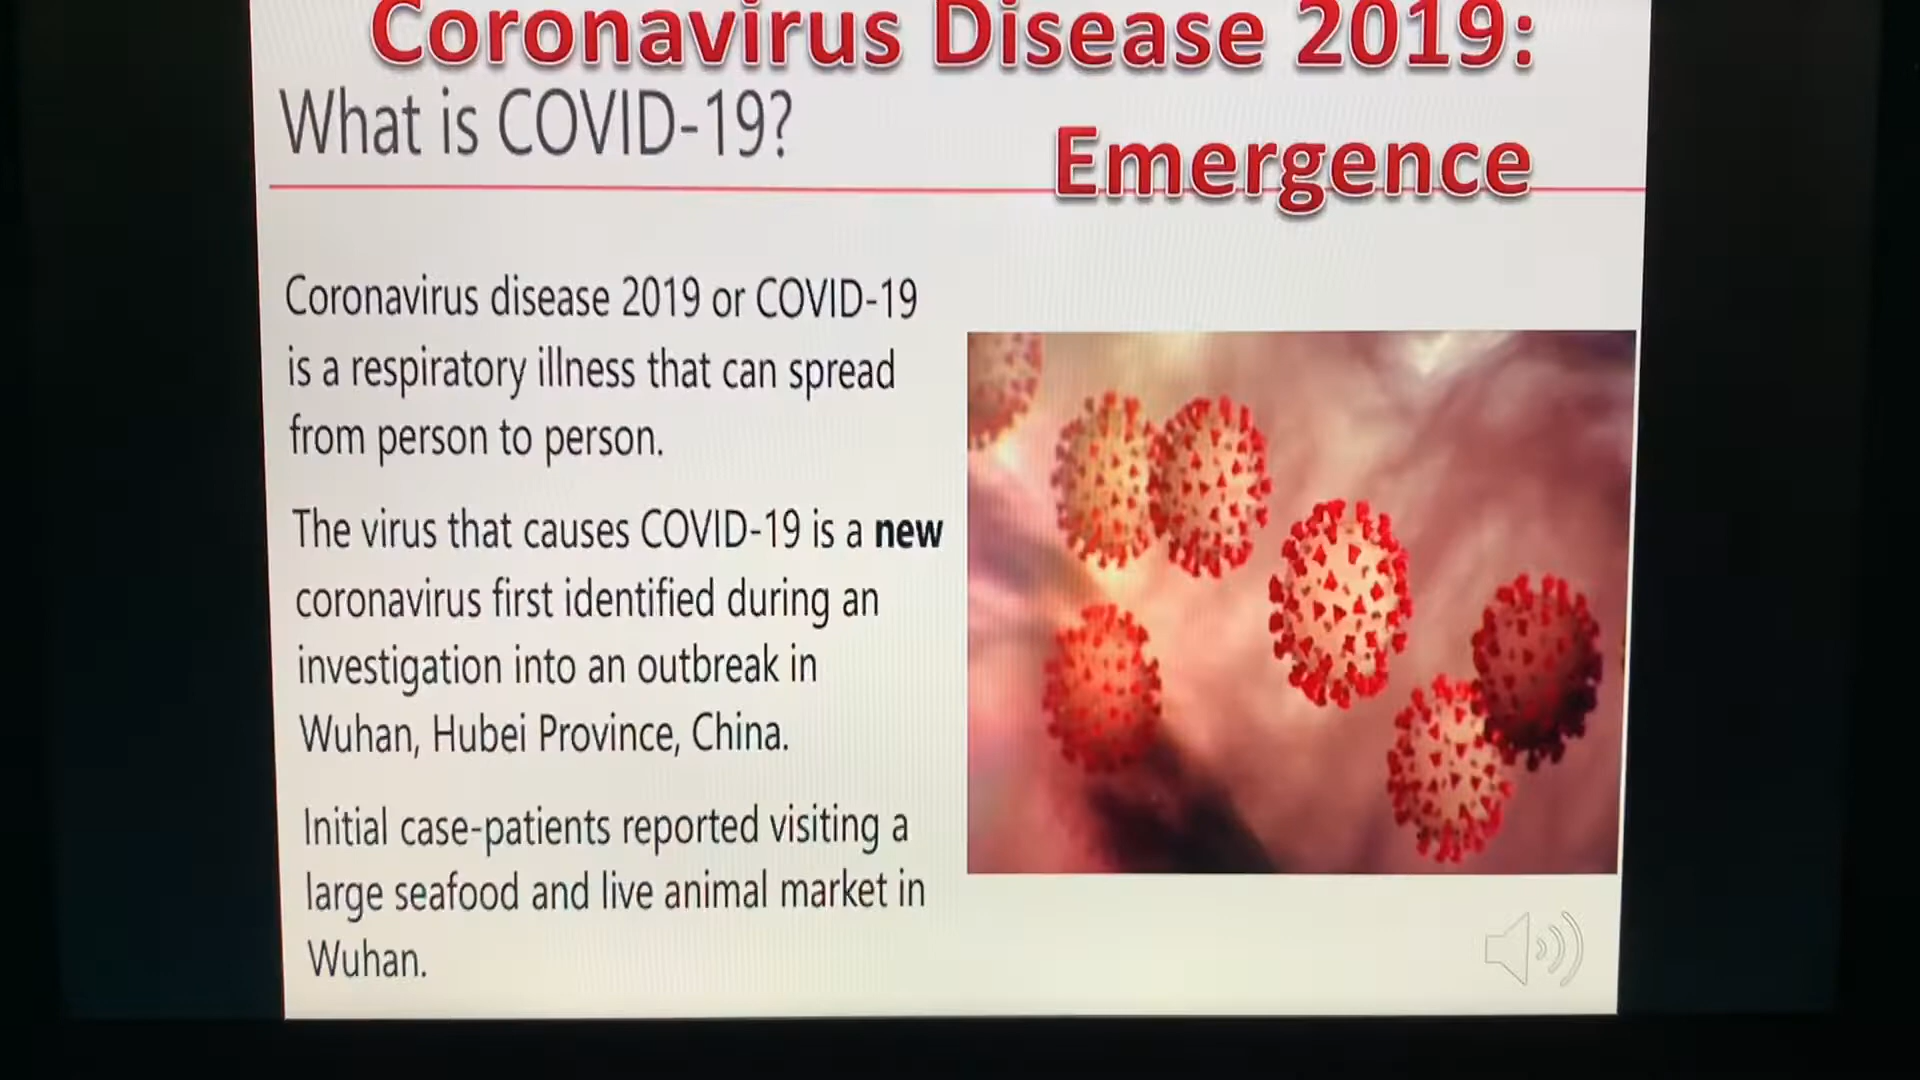 Coronavirus Disease 2019:
What is COVID-19?
Emergence
Coronavirus disease 2019 or COVID-19
is a respiratory illness that can spread
from person to person.
The virus that causes COVID-19 is a new
coronavirus first identified during an
investigation into an outbreak in
Wuhan, Hubei Province, China.
Initial case-patients reported visiting a
large seafood and live animal market in
Wuhan.